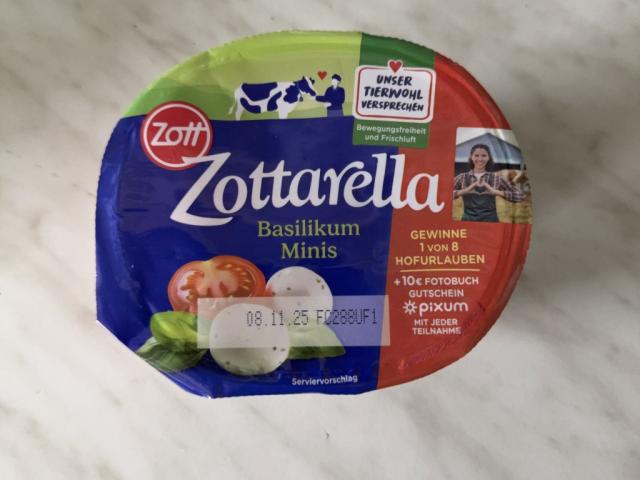 UNSER
TIERWOHL
VERSPRECHEN
Bewegungsfreiheit
und Frischluft
Zott
Zottarella
Basilikum
Minis
GEWINNE
1 VON 8
HOFURLAUBEN
+10€ FOTOBUCH
GUTSCHEIN
pixum
MIT JEDER
TEILNAHME
08.11.25 FC288UF1
Serviervorschlag